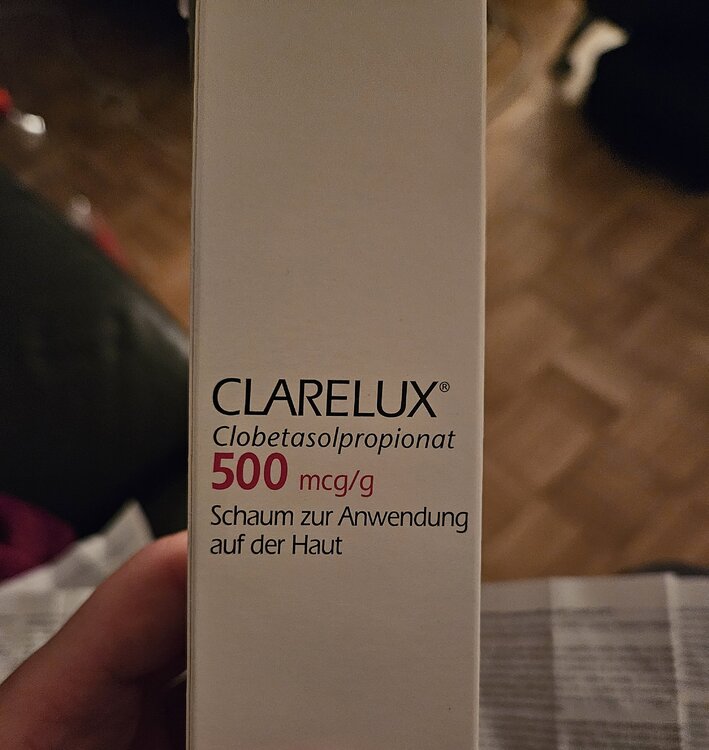 CLARELUX®
Clobetasolpropionat
500 mcg/g
Schaum zur Anwendung
auf der Haut